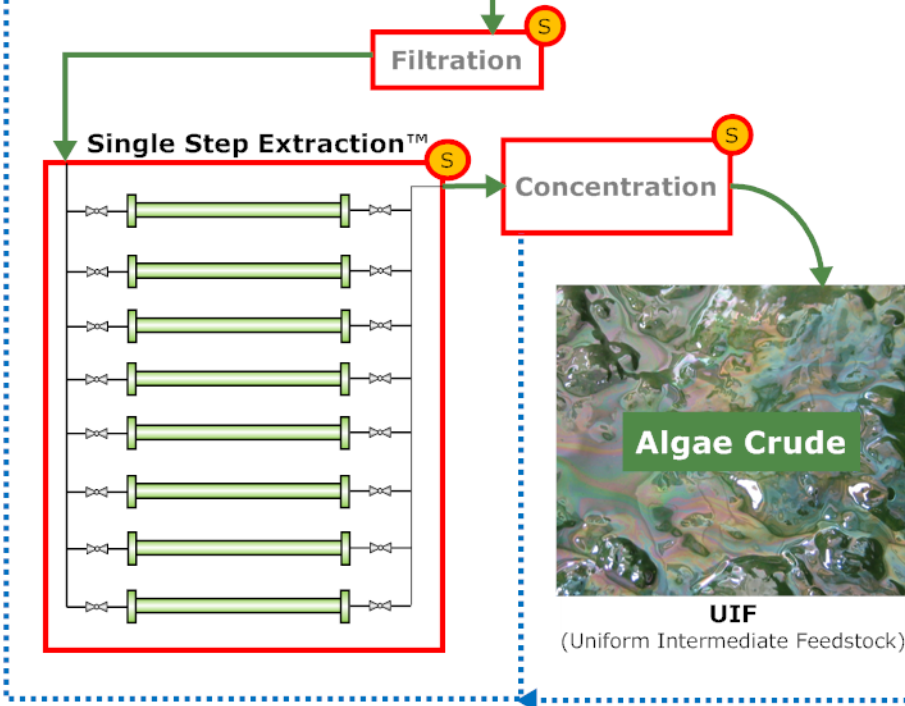 S
Filtration
Single Step Extraction™
S
S
Concentration
Algae Crude
UIF
(Uniform Intermediate Feedstock)